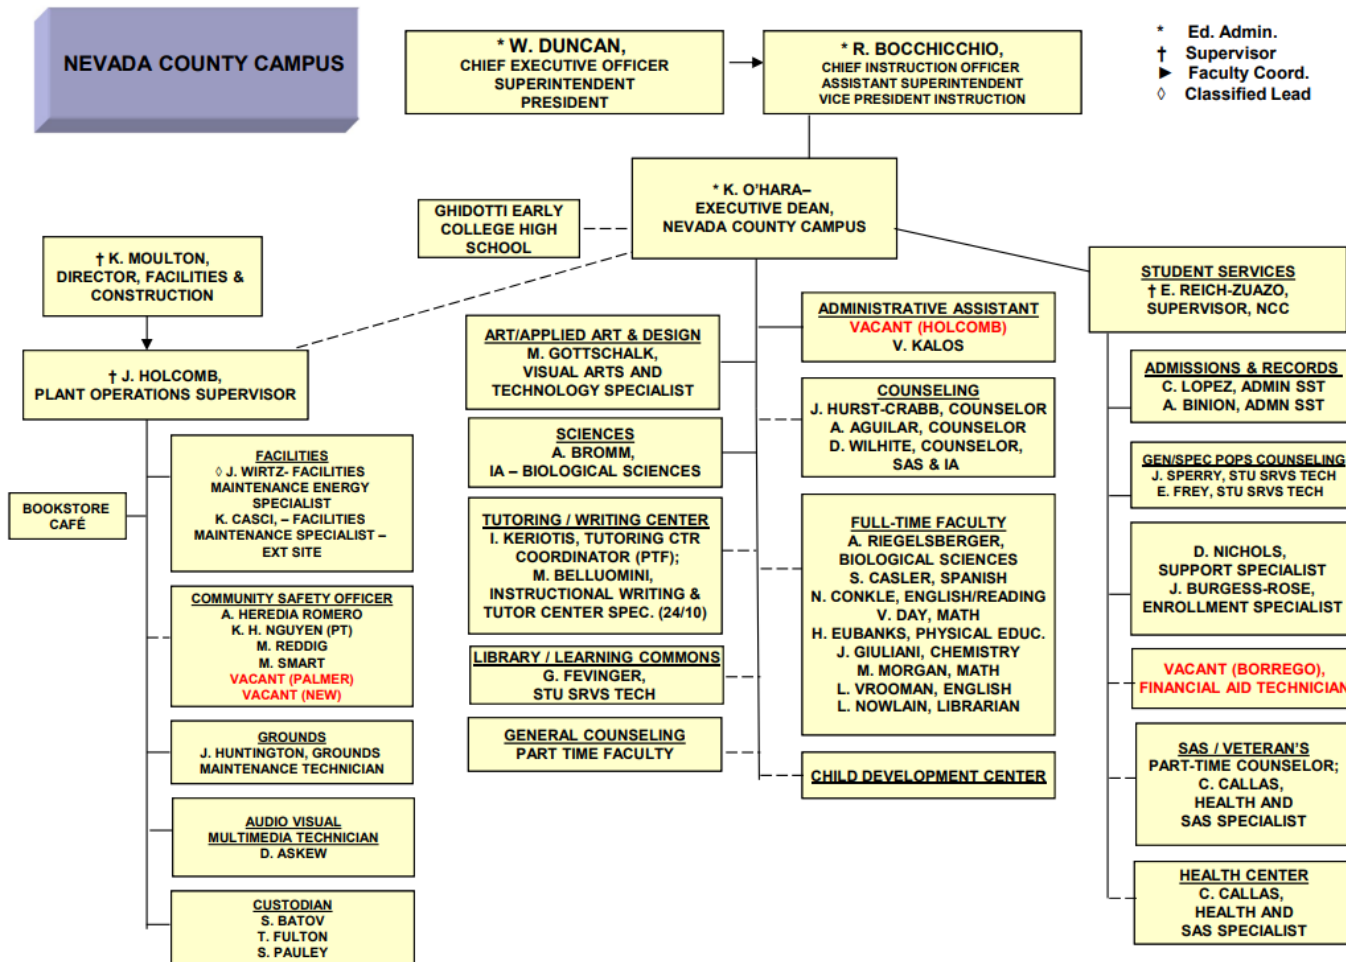 NEVADA COUNTY CAMPUS
* W. DUNCAN,
CHIEF EXECUTIVE OFFICER
SUPERINTENDENT
PRESIDENT
* R. BOCCHICCHIO,
CHIEF INSTRUCTION OFFICER
ASSISTANT SUPERINTENDENT
VICE PRESIDENT INSTRUCTION
* Ed. Admin.
† Supervisor
► Faculty Coord.
◊ Classified Lead
* K. O'HARA–
EXECUTIVE DEAN,
NEVADA COUNTY CAMPUS
GHIDOTTI EARLY
COLLEGE HIGH
SCHOOL
† K. MOULTON,
DIRECTOR, FACILITIES &
CONSTRUCTION
† J. HOLCOMB,
PLANT OPERATIONS SUPERVISOR
BOOKSTORE
CAFÉ
FACILITIES
◊ J. WIRTZ- FACILITIES
MAINTENANCE ENERGY
SPECIALIST
K. CASCI, – FACILITIES
MAINTENANCE SPECIALIST –
EXT SITE
COMMUNITY SAFETY OFFICER
A. HEREDIA ROMERO
K. H. NGUYEN (PT)
M. REDDIG
M. SMART
VACANT (PALMER)
VACANT (NEW)
GROUNDS
J. HUNTINGTON, GROUNDS
MAINTENANCE TECHNICIAN
AUDIO VISUAL
MULTIMEDIA TECHNICIAN
D. ASKEW
CUSTODIAN
S. BATOV
T. FULTON
S. PAULEY
ART/APPLIED ART & DESIGN
M. GOTTSCHALK,
VISUAL ARTS AND
TECHNOLOGY SPECIALIST
SCIENCES
A. BROMM,
IA – BIOLOGICAL SCIENCES
TUTORING / WRITING CENTER
I. KERIOTIS, TUTORING CTR
COORDINATOR (PTF);
M. BELLUOMINI,
INSTRUCTIONAL WRITING &
TUTOR CENTER SPEC. (24/10)
LIBRARY / LEARNING COMMONS
G. FEVINGER,
STU SRVS TECH
GENERAL COUNSELING
PART TIME FACULTY
ADMINISTRATIVE ASSISTANT
VACANT (HOLCOMB)
V. KALOS
COUNSELING
J. HURST-CRABB, COUNSELOR
A. AGUILAR, COUNSELOR
D. WILHITE, COUNSELOR,
SAS & IA
FULL-TIME FACULTY
A. RIEGELSBERGER,
BIOLOGICAL SCIENCES
S. CASLER, SPANISH
N. CONKLE, ENGLISH/READING
V. DAY, MATH
H. EUBANKS, PHYSICAL EDUC.
J. GIULIANI, CHEMISTRY
M. MORGAN, MATH
L. VROOMAN, ENGLISH
L. NOWLAIN, LIBRARIAN
CHILD DEVELOPMENT CENTER
STUDENT SERVICES
† E. REICH-ZUAZO,
SUPERVISOR, NCC
ADMISSIONS & RECORDS
C. LOPEZ, ADMIN SST
A. BINION, ADMN SST
GEN/SPEC POPS COUNSELING
J. SPERRY, STU SRVS TECH
E. FREY, STU SRVS TECH
D. NICHOLS,
SUPPORT SPECIALIST
J. BURGESS-ROSE,
ENROLLMENT SPECIALIST
VACANT (BORREGO),
FINANCIAL AID TECHNICIAN
SAS / VETERAN'S
PART-TIME COUNSELOR;
C. CALLAS,
HEALTH AND
SAS SPECIALIST
HEALTH CENTER
C. CALLAS,
HEALTH AND
SAS SPECIALIST